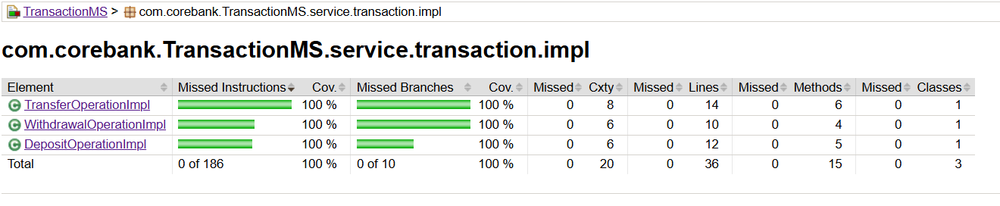 TransactionMS > com.corebank.TransactionMS.service.transaction.impl
com.corebank.TransactionMS.service.transaction.impl
Element Missed Instructions Cov. Missed Branches Cov. Missed Cxty Missed Lines Missed Methods Missed Classes
TransferOperationImpl 100 % 100 % 0 8 0 14 0 6 0 1
WithdrawalOperationImpl 100 % 100 % 0 6 0 10 0 4 0 1
DepositOperationImpl 100 % 100 % 0 6 0 12 0 5 0 1
Total 0 of 186 100 % 0 of 10 100 % 0 20 0 36 0 15 0 3